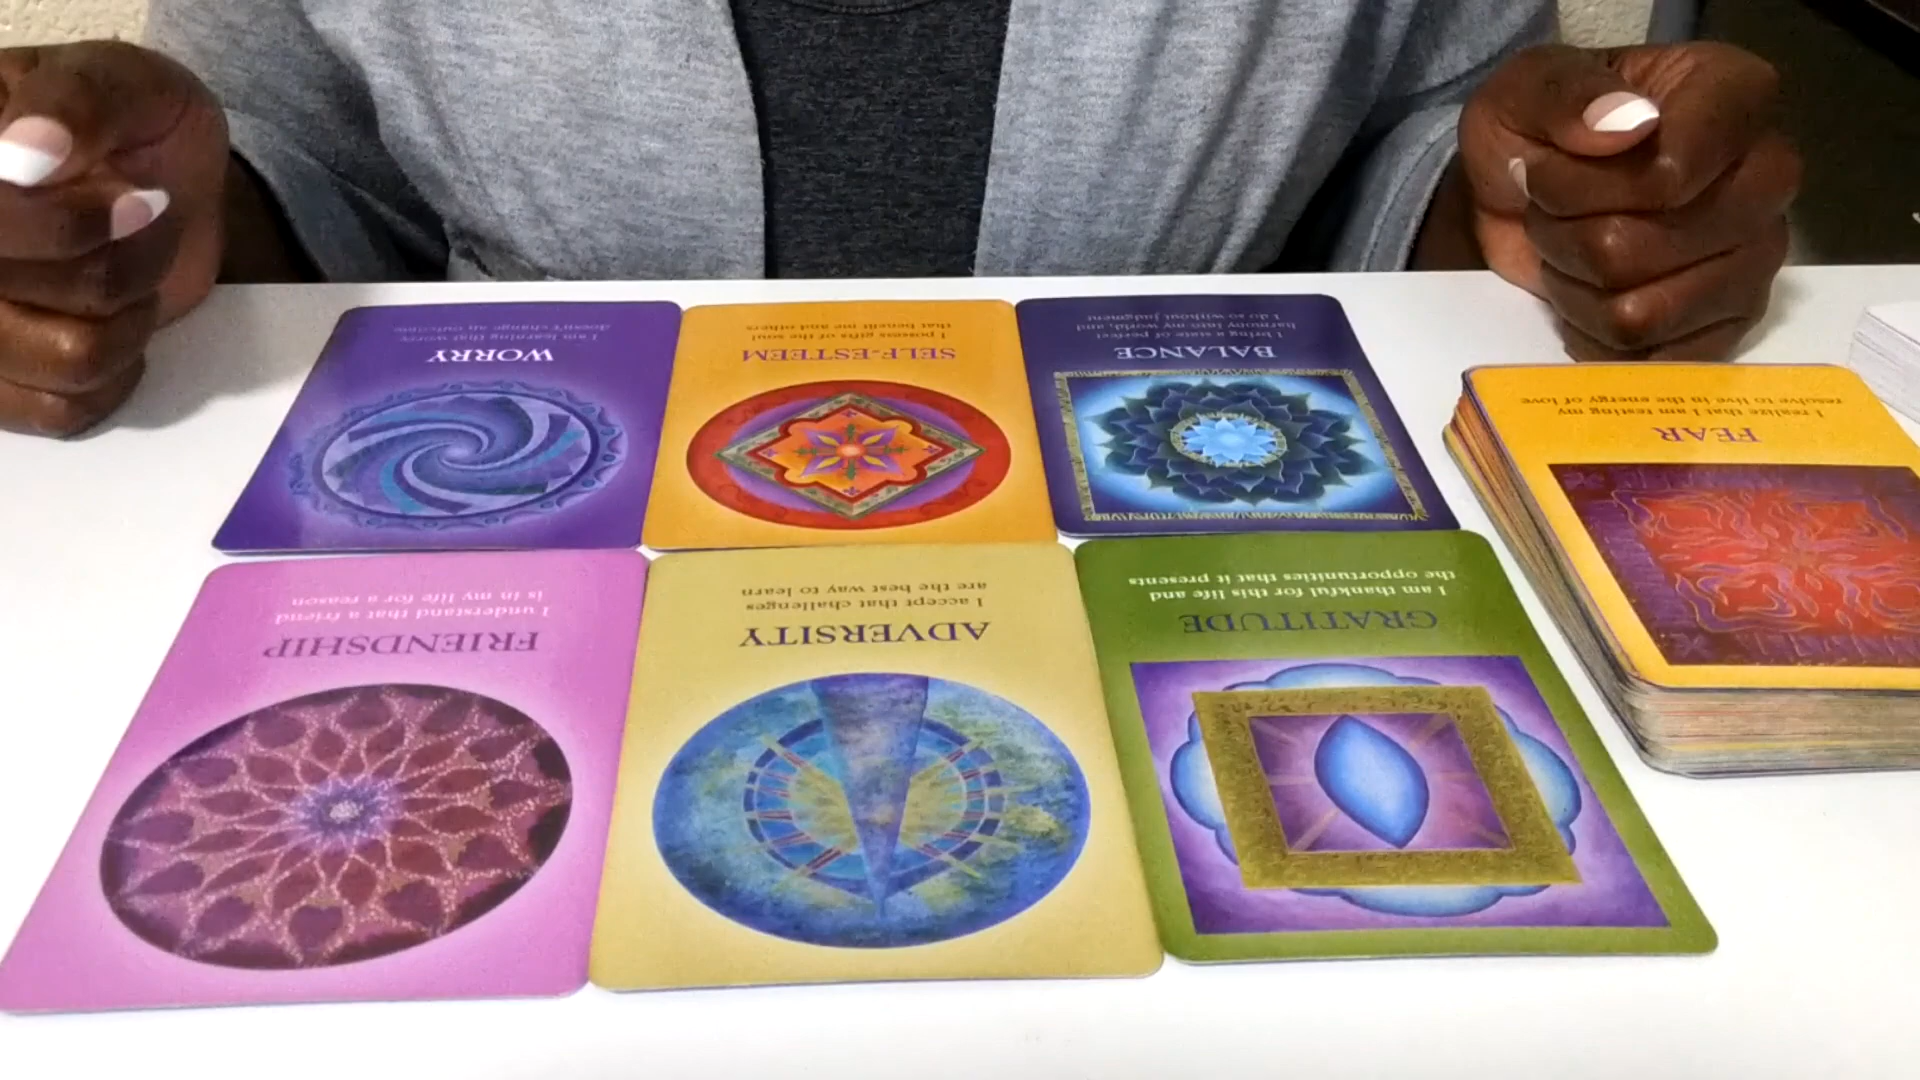 WORRY
I am learning that worry
doesn't change an outcome
SELF-ESTEEM
I possess gifts of the soul
that benefit me and others
BALANCE
I bring a state of perfect
harmony into my world, and
I do so without judgment
FEAR
I realize that I am testing my
resolve to live in the energy of love
FRIENDSHIP
I understand that a friend
is in my life for a reason
ADVERSITY
I accept that challenges
are the best way to learn
GRATITUDE
I am thankful for this life and
the opportunities that it presents